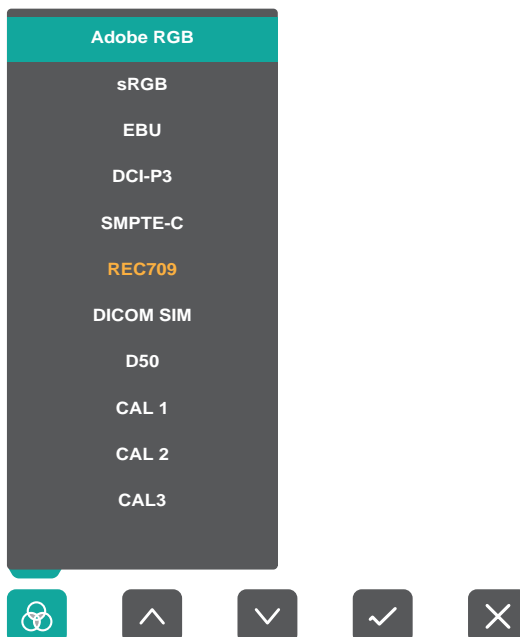 Adobe RGB
sRGB
EBU
DCI-P3
SMPTE-C
REC709
DICOM SIM
D50
CAL 1
CAL 2
CAL3